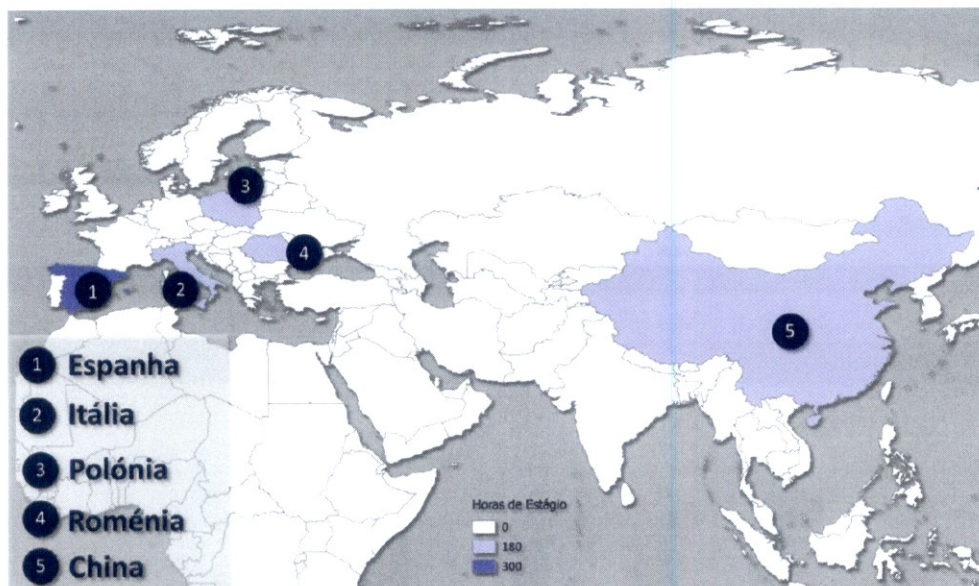 3
4
1
2
5
1 Espanha
2 Itália
3 Polónia
4 Roménia
5 China
Horas de Estágio
0
180
300